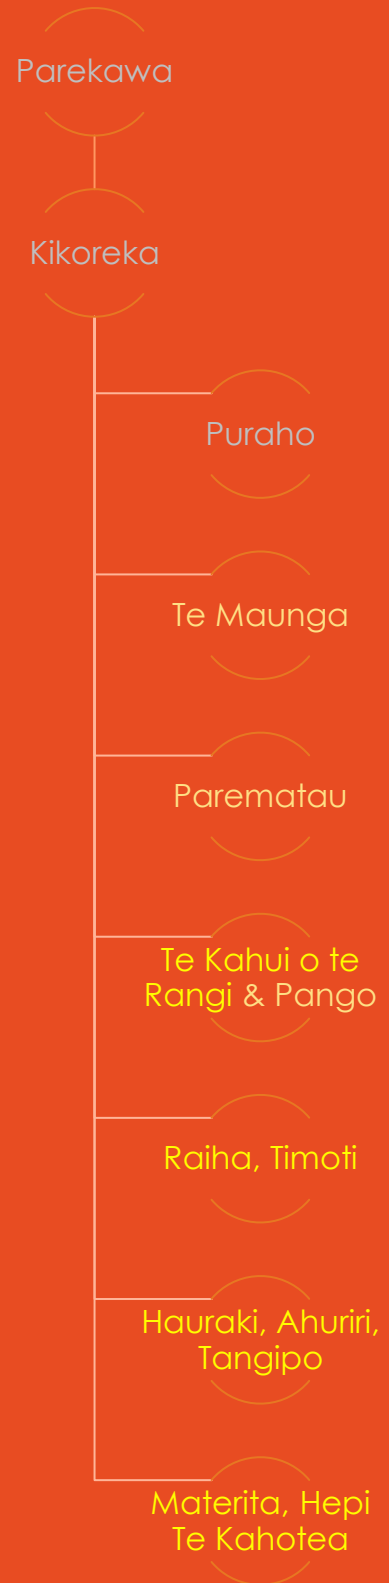 Parekawa
Kikoreka
Puraho
Te Maunga
Parematau
Te Kahui o te
Rangi & Pango
Raiha, Timoti
Hauraki, Ahuriri,
Tangipo
Materita, Hepi
Te Kahotea